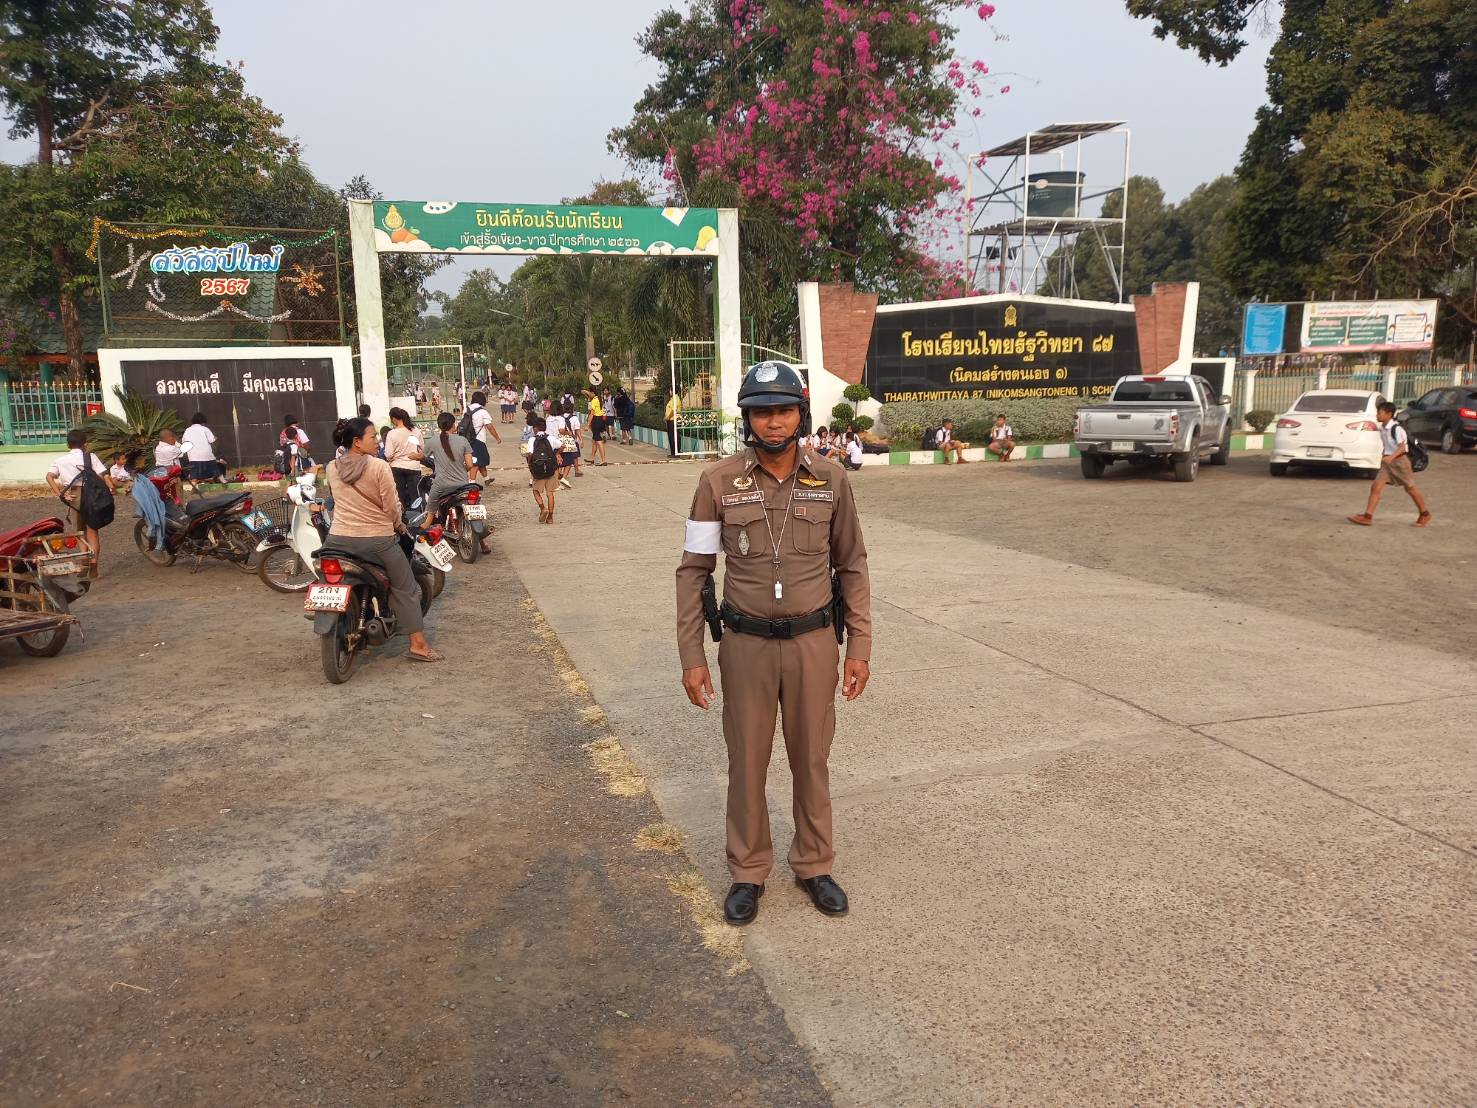 ยินดีต้อนรับนักเรียน
เข้าสู่รั้วเขียว-ขาว ปีการศึกษา ๒๕๖๖
สวัสดีปีใหม่
2567
สอนคนดี มีคุณธรรม
โรงเรียนไทยรัฐวิทยา ๘๗
(นิคมสร้างตนเอง ๑)
THAIRATHWITTAYA 87 (NIKOMSANGTONENG 1) SCHO
2กง
7347